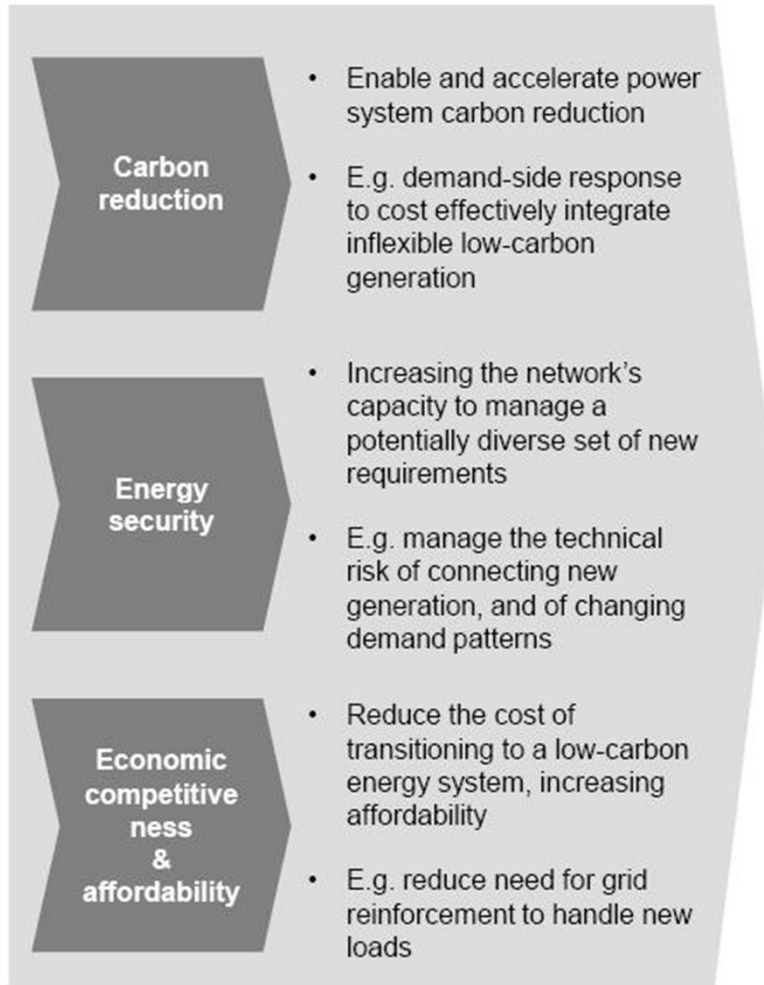 Carbon
reduction
• Enable and accelerate power
system carbon reduction
• E.g. demand-side response
to cost effectively integrate
inflexible low-carbon
generation
Energy
security
• Increasing the network's
capacity to manage a
potentially diverse set of new
requirements
• E.g. manage the technical
risk of connecting new
generation, and of changing
demand patterns
Economic
competitive
ness
&
affordability
• Reduce the cost of
transitioning to a low-carbon
energy system, increasing
affordability
• E.g. reduce need for grid
reinforcement to handle new
loads